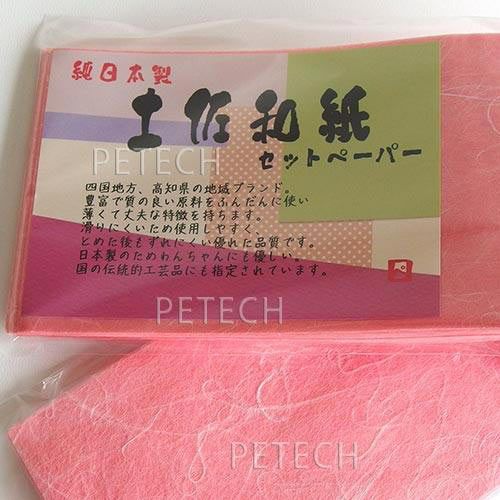 純日本製
土佐和紙
セットペーパー
PETECH
四国地方、高知県の地域ブランド。
豊富で質の良い原料をふんだんに使い
薄くて丈夫な特徴を持ちます。
滑りにくいため使用しやすく、
とめた後もずれにくい優れた品質です。
日本製のためわんちゃんにも優しい。
国の伝統的工芸品にも指定されています。
PETECH
PETECH